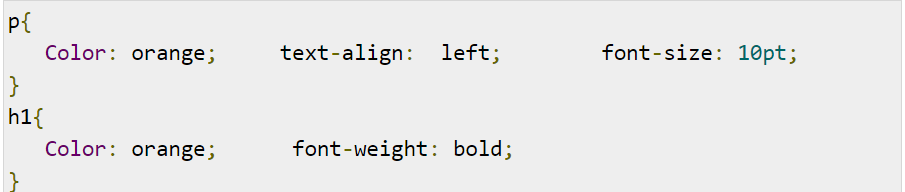 p{
   Color: orange;     text-align:  left;        font-size: 10pt;
}
h1{
   Color: orange;      font-weight: bold;
}